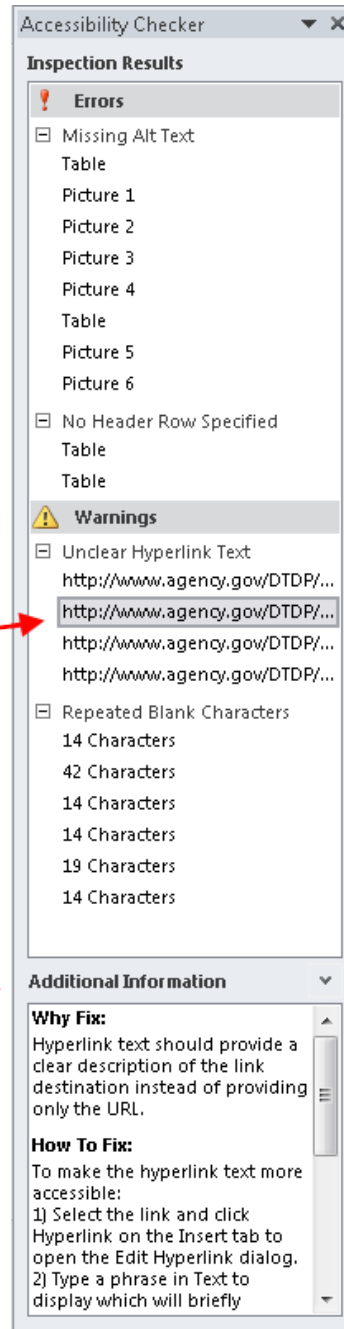 Accessibility Checker
Inspection Results
Errors
Missing Alt Text
Table
Picture 1
Picture 2
Picture 3
Picture 4
Table
Picture 5
Picture 6
No Header Row Specified
Table
Table
Warnings
Unclear Hyperlink Text
http://www.agency.gov/DTDP/...
http://www.agency.gov/DTDP/...
http://www.agency.gov/DTDP/...
http://www.agency.gov/DTDP/...
Repeated Blank Characters
14 Characters
42 Characters
14 Characters
14 Characters
19 Characters
14 Characters
Additional Information
Why Fix:
Hyperlink text should provide a
clear description of the link
destination instead of providing
only the URL.
How To Fix:
To make the hyperlink text more
accessible:
1) Select the link and click
Hyperlink on the Insert tab to
open the Edit Hyperlink dialog.
2) Type a phrase in Text to
display which will briefly